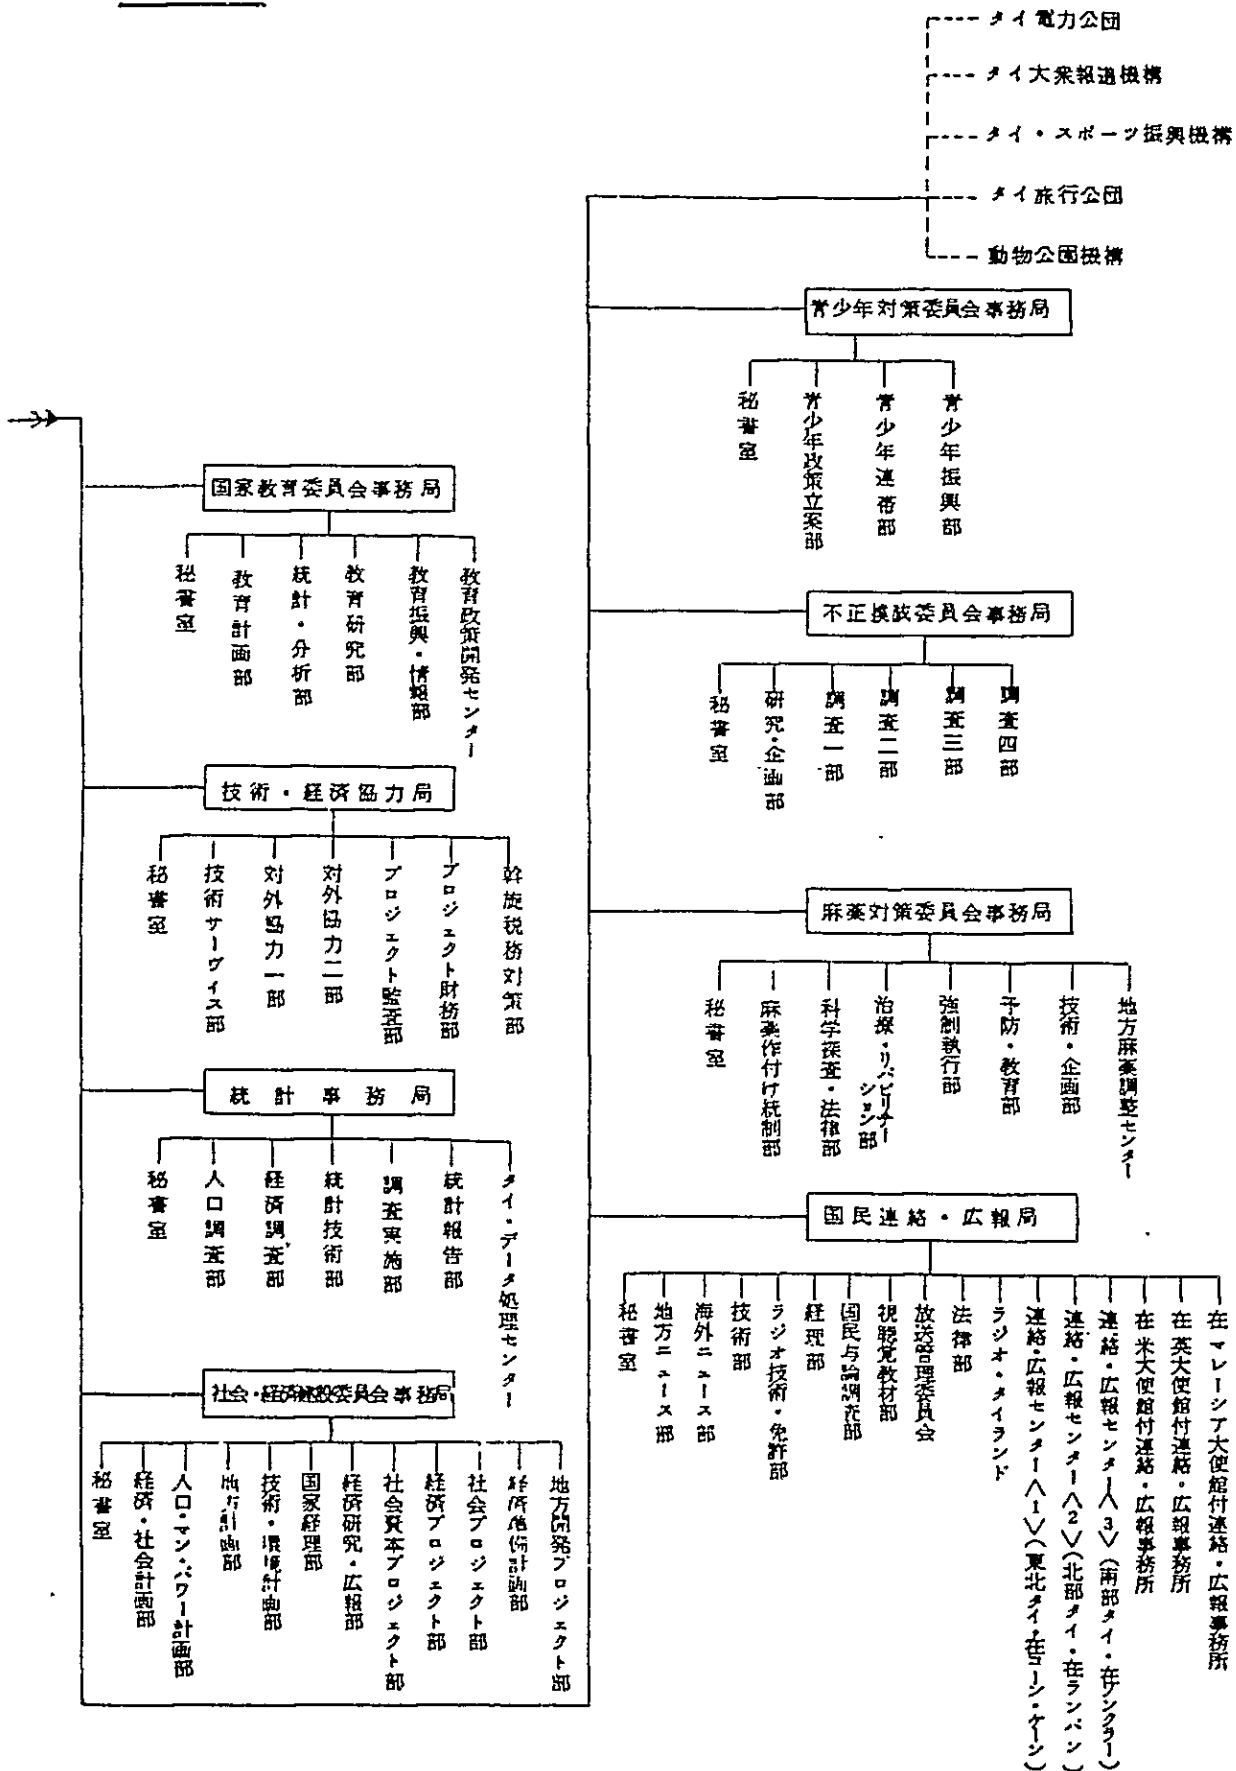 国家教育委員会事務局
秘書室
教育計画部
統計・分析部
教育研究部
教育振興・情報部
教育政策開発センター
技術・経済協力局
秘書室
技術サーヴィス部
対外協力一部
対外協力二部
プロジェクト監査部
プロジェクト財務部
斡旋税務対策部
統計事務局
秘書室
人口調査部
経済調査部
統計技術部
調査実施部
統計報告部
タイ・データ処理センター
社会・経済建設委員会事務局
秘書室
経済・社会計画部
人口・マン・パワー計画部
地方計画部
技術・環境計画部
国家経理部
経済研究・広報部
社会資本プロジェクト部
経済プロジェクト部
社会プロジェクト部
計画部
地方開発プロジェクト部
タイ電力公団
タイ大衆報道機構
タイ・スポーツ振興機構
タイ旅行公団
動物公園機構
青少年対策委員会事務局
秘書室
青少年政策立案部
青少年連帯部
青少年振興部
不正撲滅委員会事務局
秘書室
研究・企画部
調査一部
調査二部
調査三部
調査四部
麻薬対策委員会事務局
秘書室
麻薬作付け統制部
科学探査・法律部
治療・リハビリテーション部
強制執行部
予防・教育部
技術・企画部
地方麻薬調整センター
国民連絡・広報局
秘書室
地方ニュース部
海外ニュース部
技術部
ラジオ技術・免許部
経理部
国民与論調査部
視聴覚教材部
放送管理委員会
法律部
ラジオ・タイランド
連絡・広報センター〈1〉(東北タイ・在コーン・ケーン)
連絡・広報センター〈2〉(北部タイ・在ランパン)
連絡・広報センター〈3〉(南部タイ・在ソンクラー)
在米大使館付連絡・広報事務所
在英大使館付連絡・広報事務所
在マレーシア大使館付連絡・広報事務所